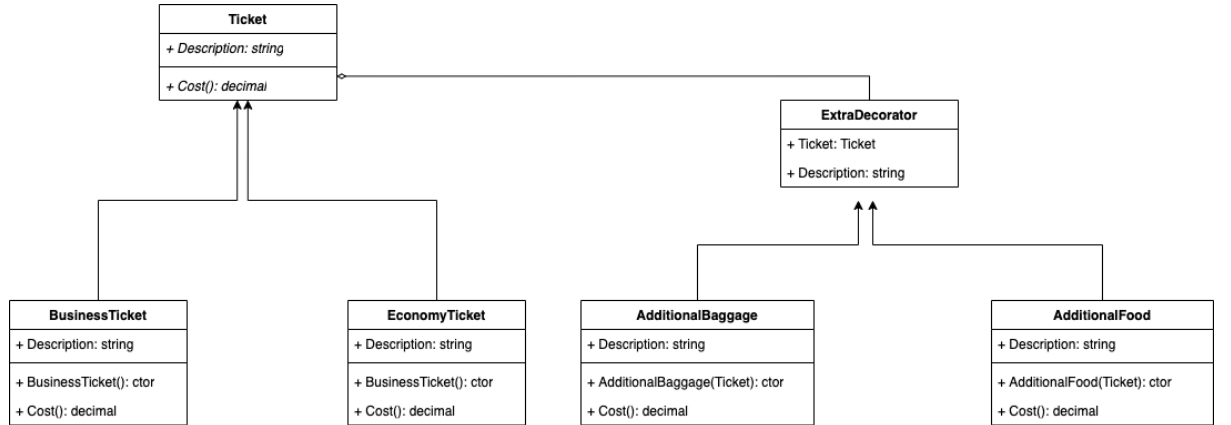 Ticket
+ Description: string
+ Cost(): decimal
ExtraDecorator
+ Ticket: Ticket
+ Description: string
BusinessTicket
+ Description: string
+ BusinessTicket(): ctor
+ Cost(): decimal
EconomyTicket
+ Description: string
+ BusinessTicket(): ctor
+ Cost(): decimal
AdditionalBaggage
+ Description: string
+ AdditionalBaggage(Ticket): ctor
+ Cost(): decimal
AdditionalFood
+ Description: string
+ AdditionalFood(Ticket): ctor
+ Cost(): decimal